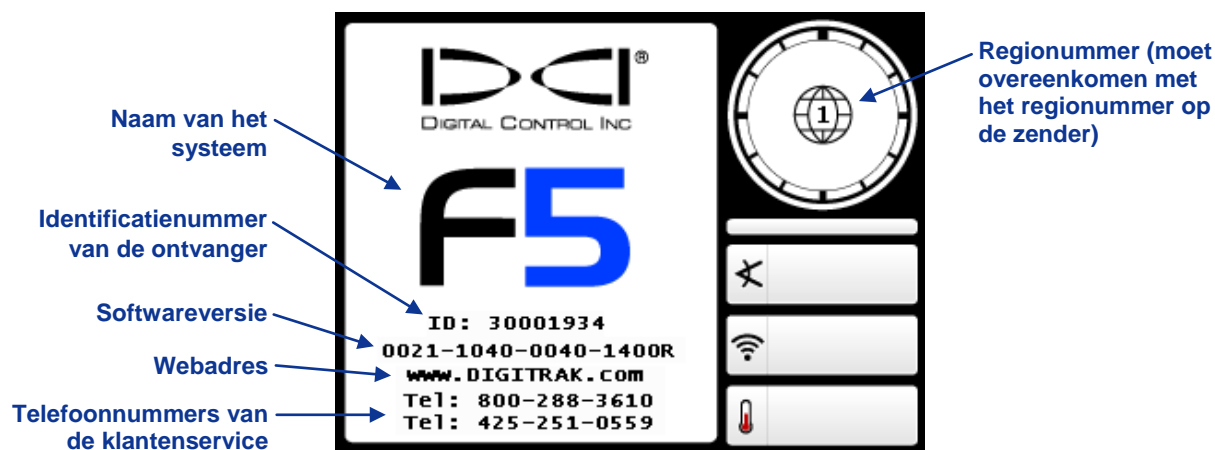 Naam van het
systeem
Identificatienummer
van de ontvanger
Softwareversie
Webadres
Telefoonnummers van
de klantenservice
DCI®
DIGITAL CONTROL INC
F5
ID: 30001934
0021-1040-0040-1400R
www.DIGITRAK.com
Tel: 800-288-3610
Tel: 425-251-0559
1
Regionummer (moet
overeenkomen met
het regionummer op
de zender)